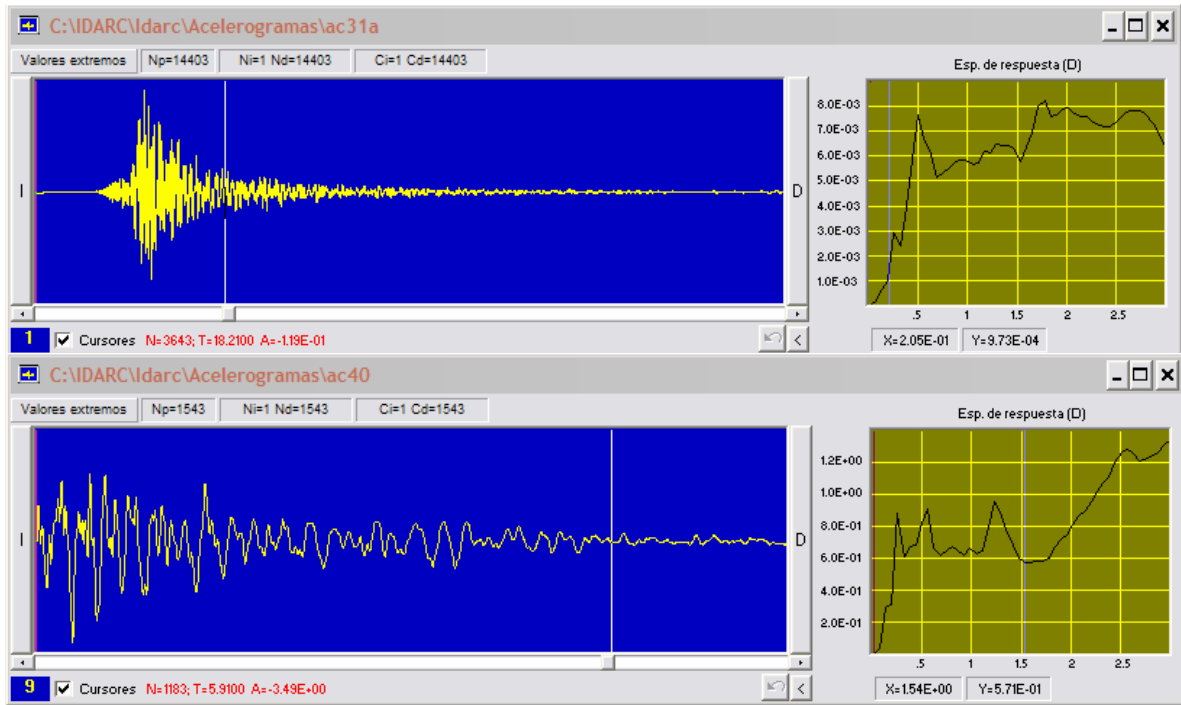 C:\IDARC\Idarc\Acelerogramas\ac31a
Valores extremos Np=14403 Ni=1 Nd=14403 Ci=1 Cd=14403
Esp. de respuesta (D)
8.0E-03
7.0E-03
6.0E-03
5.0E-03
4.0E-03
3.0E-03
2.0E-03
1.0E-03
I
D
.5 1 1.5 2 2.5
1 Cursores N=3643; T=18.2100 A=-1.19E-01
<
X=2.05E-01 Y=9.73E-04
C:\IDARC\Idarc\Acelerogramas\ac40
Valores extremos Np=1543 Ni=1 Nd=1543 Ci=1 Cd=1543
Esp. de respuesta (D)
1.2E+00
1.0E+00
8.0E-01
6.0E-01
4.0E-01
2.0E-01
I
D
.5 1 1.5 2 2.5
9 Cursores N=1183; T=5.9100 A=-3.49E+00
<
X=1.54E+00 Y=5.71E-01